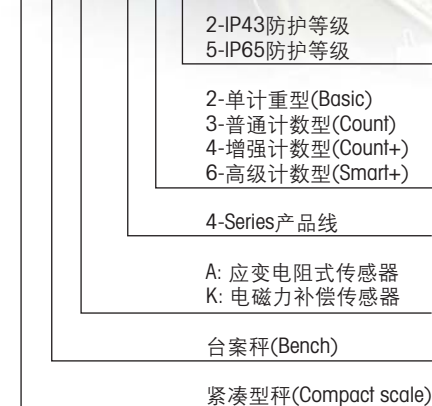 2-IP43防护等级
5-IP65防护等级
2-单计重型(Basic)
3-普通计数型(Count)
4-增强计数型(Count+)
6-高级计数型(Smart+)
4-Series产品线
A: 应变电阻式传感器
K: 电磁力补偿传感器
台案秤(Bench)
紧凑型秤(Compact scale)